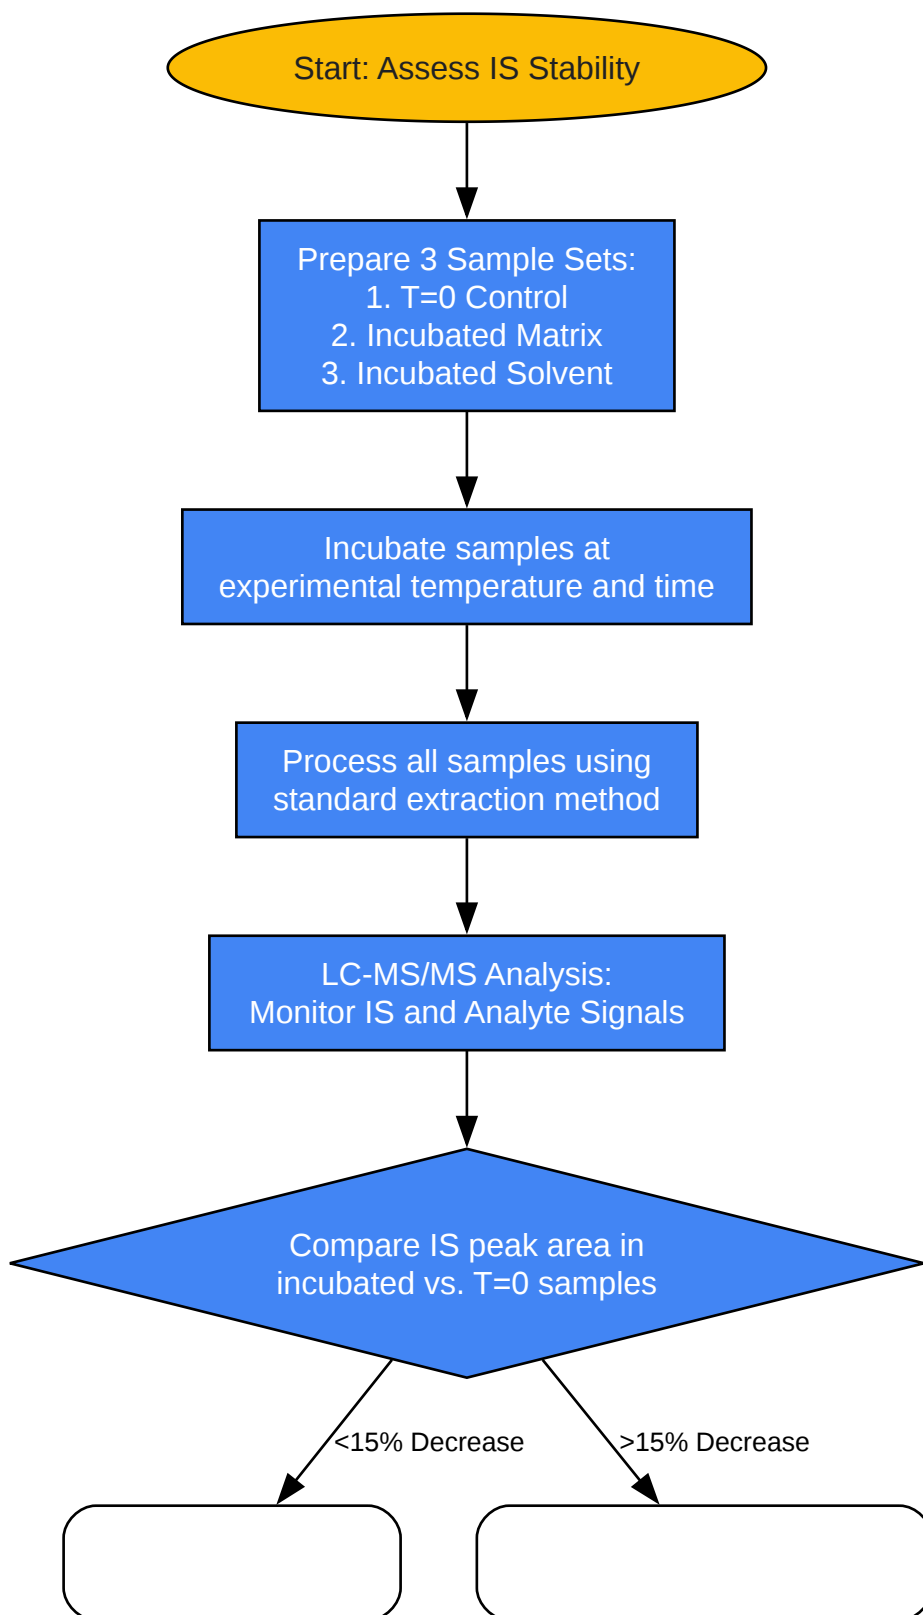 Start: Assess IS Stability
Prepare 3 Sample Sets:
1. T=0 Control
2. Incubated Matrix
3. Incubated Solvent
Incubate samples at
experimental temperature and time
Process all samples using
standard extraction method
LC-MS/MS Analysis:
Monitor IS and Analyte Signals
Compare IS peak area in
incubated vs. T=0 samples
<15% Decrease
>15% Decrease